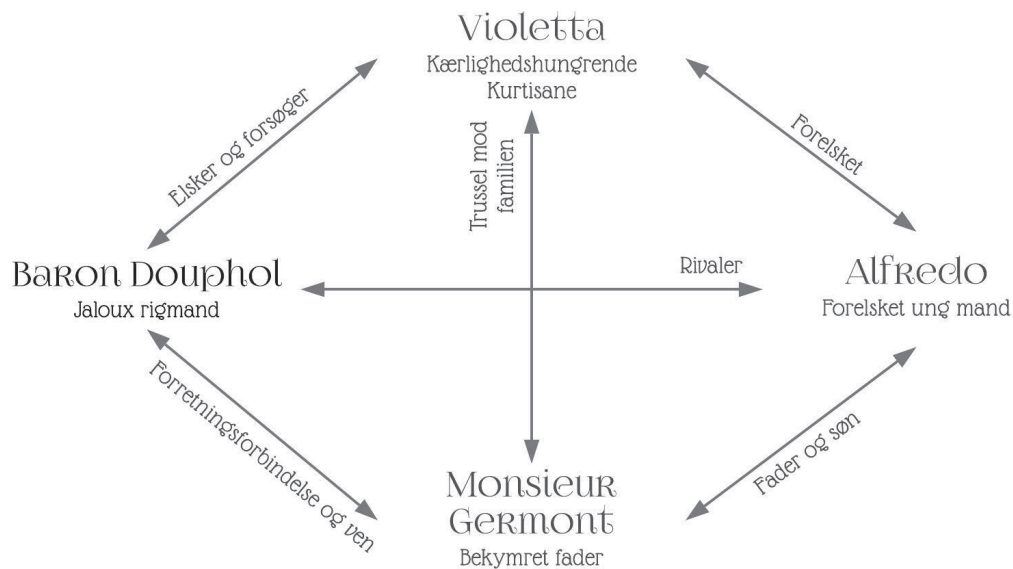 Violetta
Kærlighedshungrende
Kurtisane
Elsker og forsøger
Trussel mod
familien
Forelsket
Baron Douphol
Jaloux rigmand
Rivaler
Alfredo
Forelsket ung mand
Forretningsforbindelse og ven
Fader og søn
Monsieur
Germont
Bekymret fader